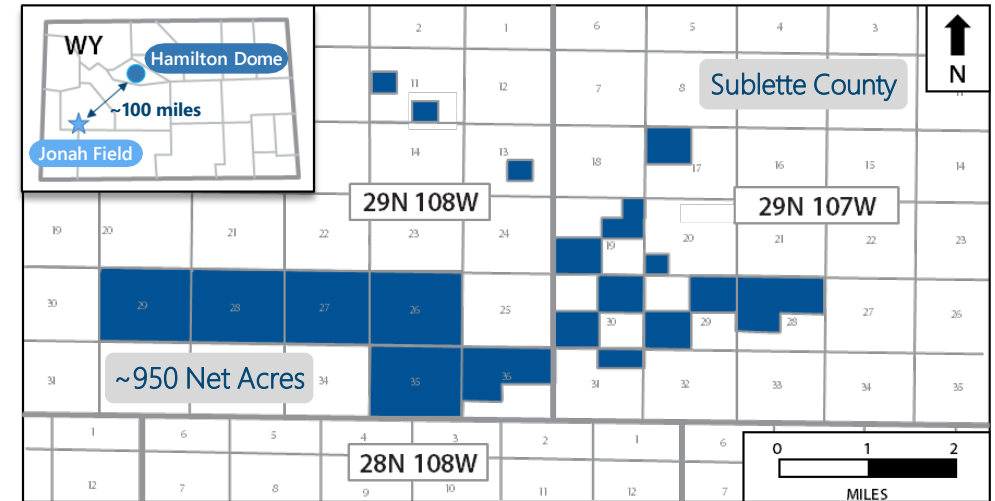 WY
Hamilton Dome
~100 miles
Jonah Field
N
Sublette County
2 1 6 5 4 3
11 12 7 8
14 13 18 17 16 15 14
29N 108W
29N 107W
19 20 21 22 23 24 19 20 21 22 23
30 29 28 27 26 25 30 29 28 27 26
31 34 35 36 31 32 33 34 35
~950 Net Acres
1 6 5 4 3 2 1 6
28N 108W
12 7 8 9 10 11 12 7
0 1 2
MILES